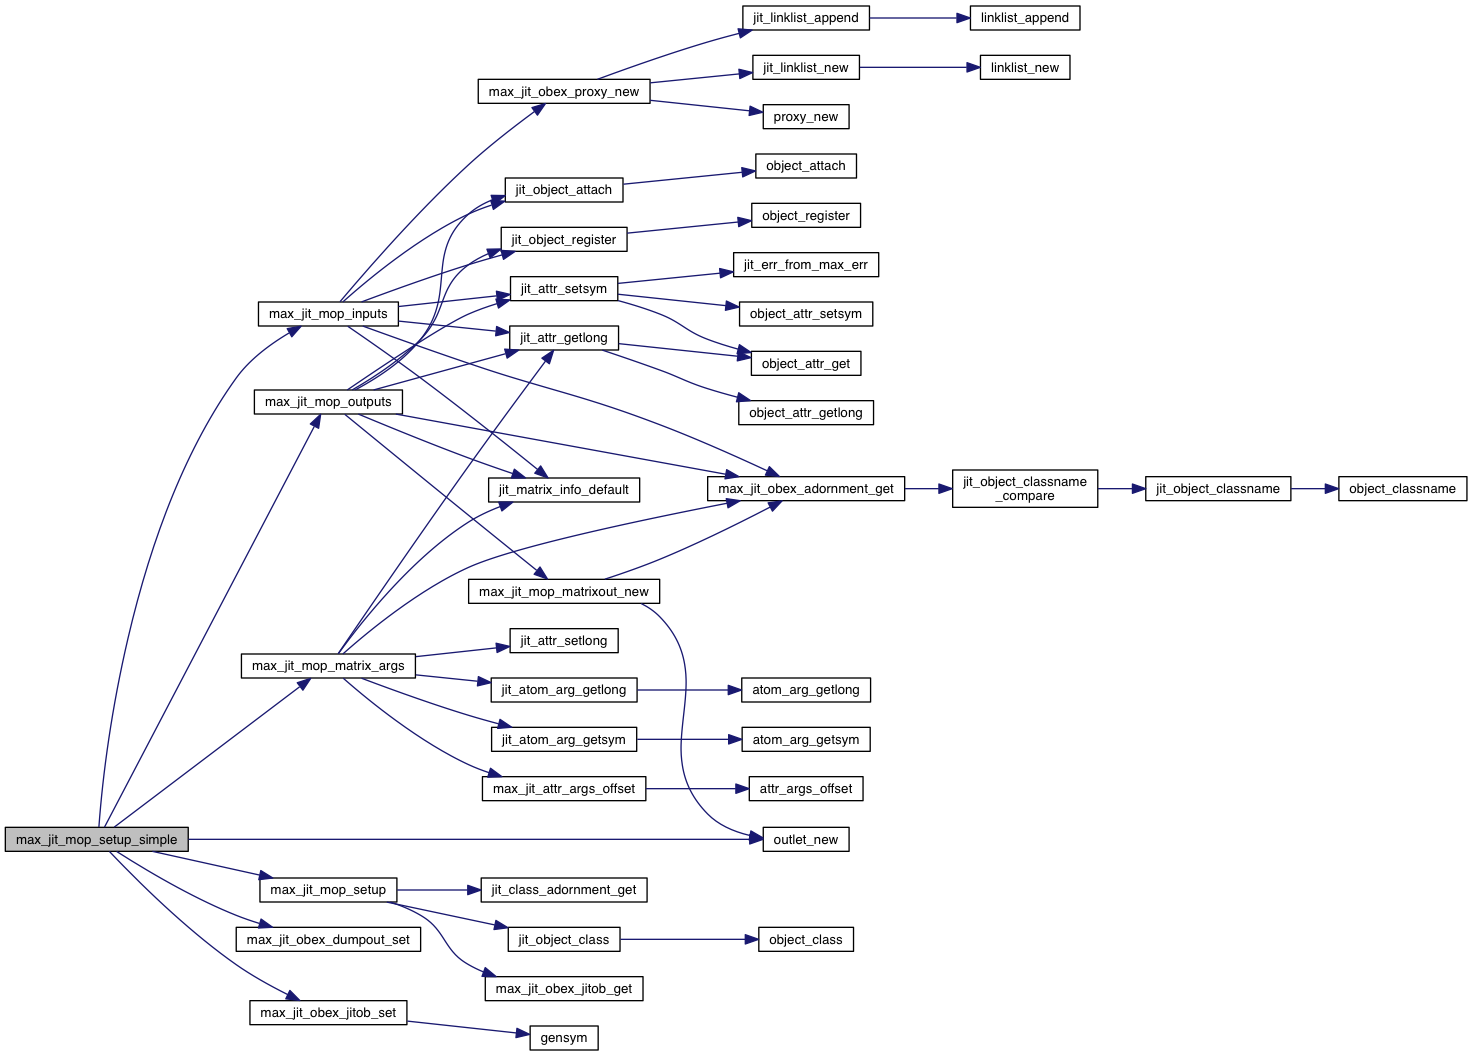 jit_linklist_append
linklist_append
jit_linklist_new
linklist_new
max_jit_obex_proxy_new
proxy_new
object_attach
jit_object_attach
object_register
jit_object_register
jit_err_from_max_err
jit_attr_setsym
object_attr_setsym
max_jit_mop_inputs
jit_attr_getlong
object_attr_get
max_jit_mop_outputs
object_attr_getlong
jit_matrix_info_default
max_jit_obex_adornment_get
jit_object_classname
_compare
jit_object_classname
object_classname
max_jit_mop_matrixout_new
jit_attr_setlong
max_jit_mop_matrix_args
jit_atom_arg_getlong
atom_arg_getlong
jit_atom_arg_getsym
atom_arg_getsym
max_jit_attr_args_offset
attr_args_offset
max_jit_mop_setup_simple
outlet_new
max_jit_mop_setup
jit_class_adornment_get
max_jit_obex_dumpout_set
jit_object_class
object_class
max_jit_obex_jitob_get
max_jit_obex_jitob_set
gensym